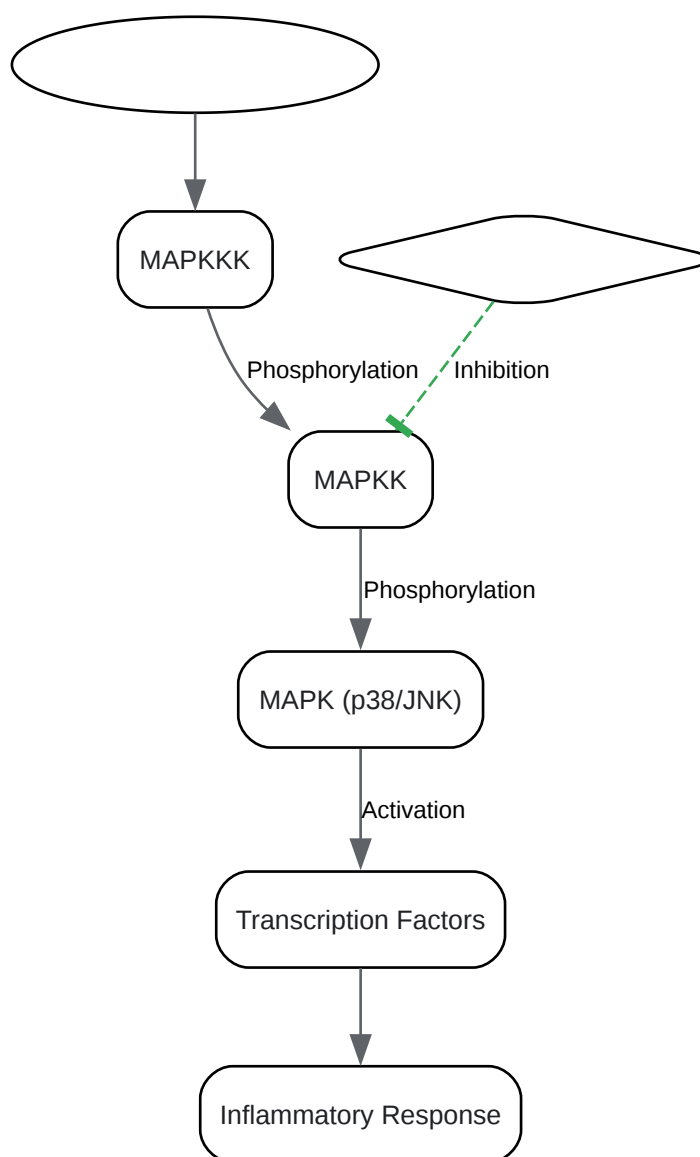 MAPKKK
Phosphorylation
Inhibition
MAPKK
Phosphorylation
MAPK (p38/JNK)
Activation
Transcription Factors
Inflammatory Response